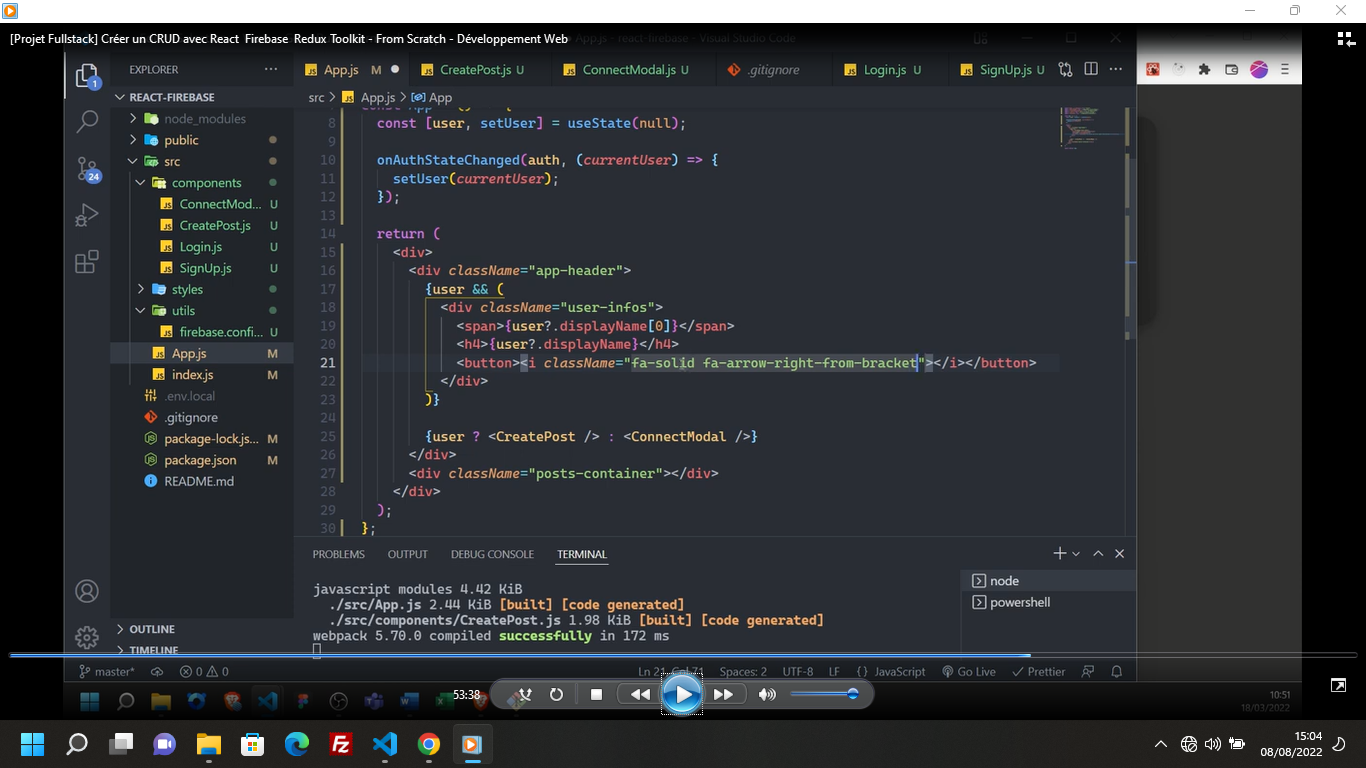 [Projet Fullstack] Créer un CRUD avec React  Firebase  Redux Toolkit - From Scratch - Développement Web
App.js - react-firebase - Visual Studio Code
EXPLORER
App.js M
CreatePost.js U
ConnectModal.js U
.gitignore
Login.js U
SignUp.js U
REACT-FIREBASE
src > App.js > App
node_modules
public
src
components
ConnectMod... U
CreatePost.js U
Login.js U
SignUp.js U
styles
utils
firebase.confi... U
App.js M
index.js M
.env.local
.gitignore
package-lock.js... M
package.json M
README.md
OUTLINE
TIMELINE
1
24
8 const [user, setUser] = useState(null);
9
10 onAuthStateChanged(auth, (currentUser) => {
11 setUser(currentUser);
12 });
13
14 return (
15 <div>
16 <div className="app-header">
17 {user && (
18 <div className="user-infos">
19 <span>{user?.displayName[0]}</span>
20 <h4>{user?.displayName}</h4>
21 <button><i className="fa-solid fa-arrow-right-from-bracket"></i></button>
22 </div>
23 )}
24
25 {user ? <CreatePost /> : <ConnectModal />}
26 </div>
27 <div className="posts-container"></div>
28 </div>
29 );
30 };
PROBLEMS OUTPUT DEBUG CONSOLE TERMINAL
javascript modules 4.42 KiB
./src/App.js 2.44 KiB [built] [code generated]
./src/components/CreatePost.js 1.98 KiB [built] [code generated]
webpack 5.70.0 compiled successfully in 172 ms
node
powershell
master* 0 0 Ln 21, Col 71 Spaces: 2 UTF-8 LF {} JavaScript Go Live Prettier
53:38
10:51
18/03/2022
15:04
08/08/2022